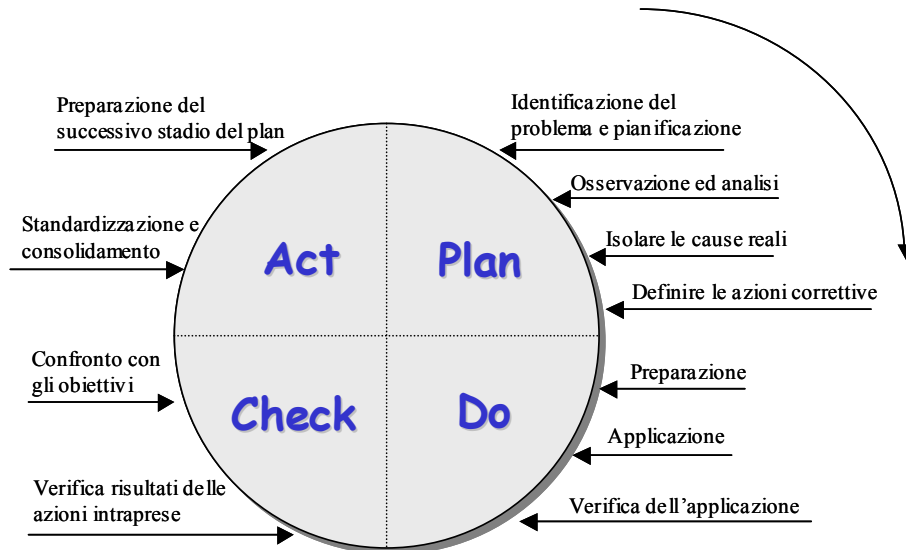 Preparazione del
successivo stadio del plan
Identificazione del
problema e pianificazione
Osservazione ed analisi
Standardizzazione e
consolidamento
Isolare le cause reali
Act
Plan
Definire le azioni correttive
Confronto con
gli obiettivi
Preparazione
Check
Do
Applicazione
Verifica risultati delle
azioni intraprese
Verifica dell'applicazione